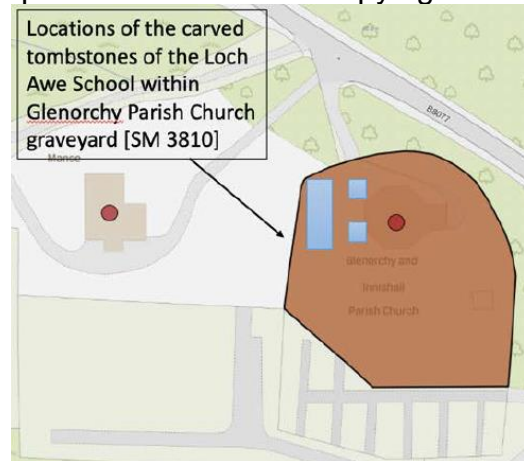 Locations of the carved
tombstones of the Loch
Awe School within
Glenorchy Parish Church
graveyard [SM 3810]
Manse
B8077
Glenorchy and
Innishail
Parish Church